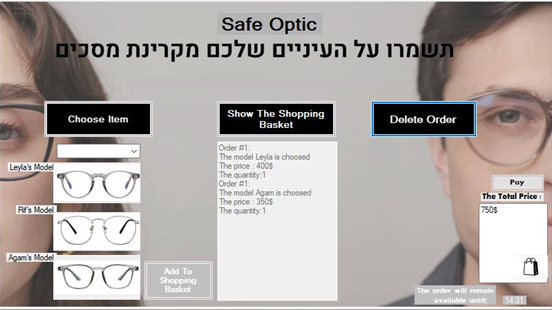 Safe Optic
תשמרו על העיניים שלכם מקרינת מסכים
Choose Item
Show The Shopping
Basket
Delete Order
Leyla's Model
Rif's Model
Agam's Model
Add To
Shopping
Basket
Order #1:
The model Leyla is choosed
The price : 400$
The quantity:1
Order #1:
The model Agam is choosed
The price : 350$
The quantity:1
Pay
The Total Price :
750$
The order will remain
available until;
14:31